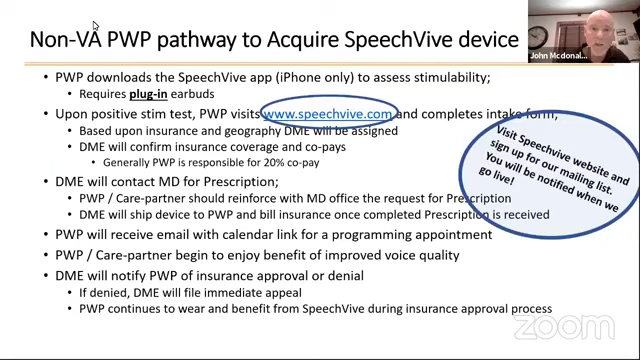 Non-VA PWP pathway to Acquire SpeechVive device
John Mcdonal...
• PWP downloads the SpeechVive app (iPhone only) to assess stimulability;
• Requires plug-in earbuds
• Upon positive stim test, PWP visits www.speechvive.com and completes intake form;
• Based upon insurance and geography DME will be assigned
• DME will confirm insurance coverage and co-pays
• Generally PWP is responsible for 20% co-pay
Visit Speechvive website and
sign up for our mailing list.
You will be notified when we
go live!
• DME will contact MD for Prescription;
• PWP / Care-partner should reinforce with MD office the request for Prescription
• DME will ship device to PWP and bill insurance once completed Prescription is received
• PWP will receive email with calendar link for a programming appointment
• PWP / Care-partner begin to enjoy benefit of improved voice quality
• DME will notify PWP of insurance approval or denial
• If denied, DME will file immediate appeal
• PWP continues to wear and benefit from SpeechVive during insurance approval process
zoom